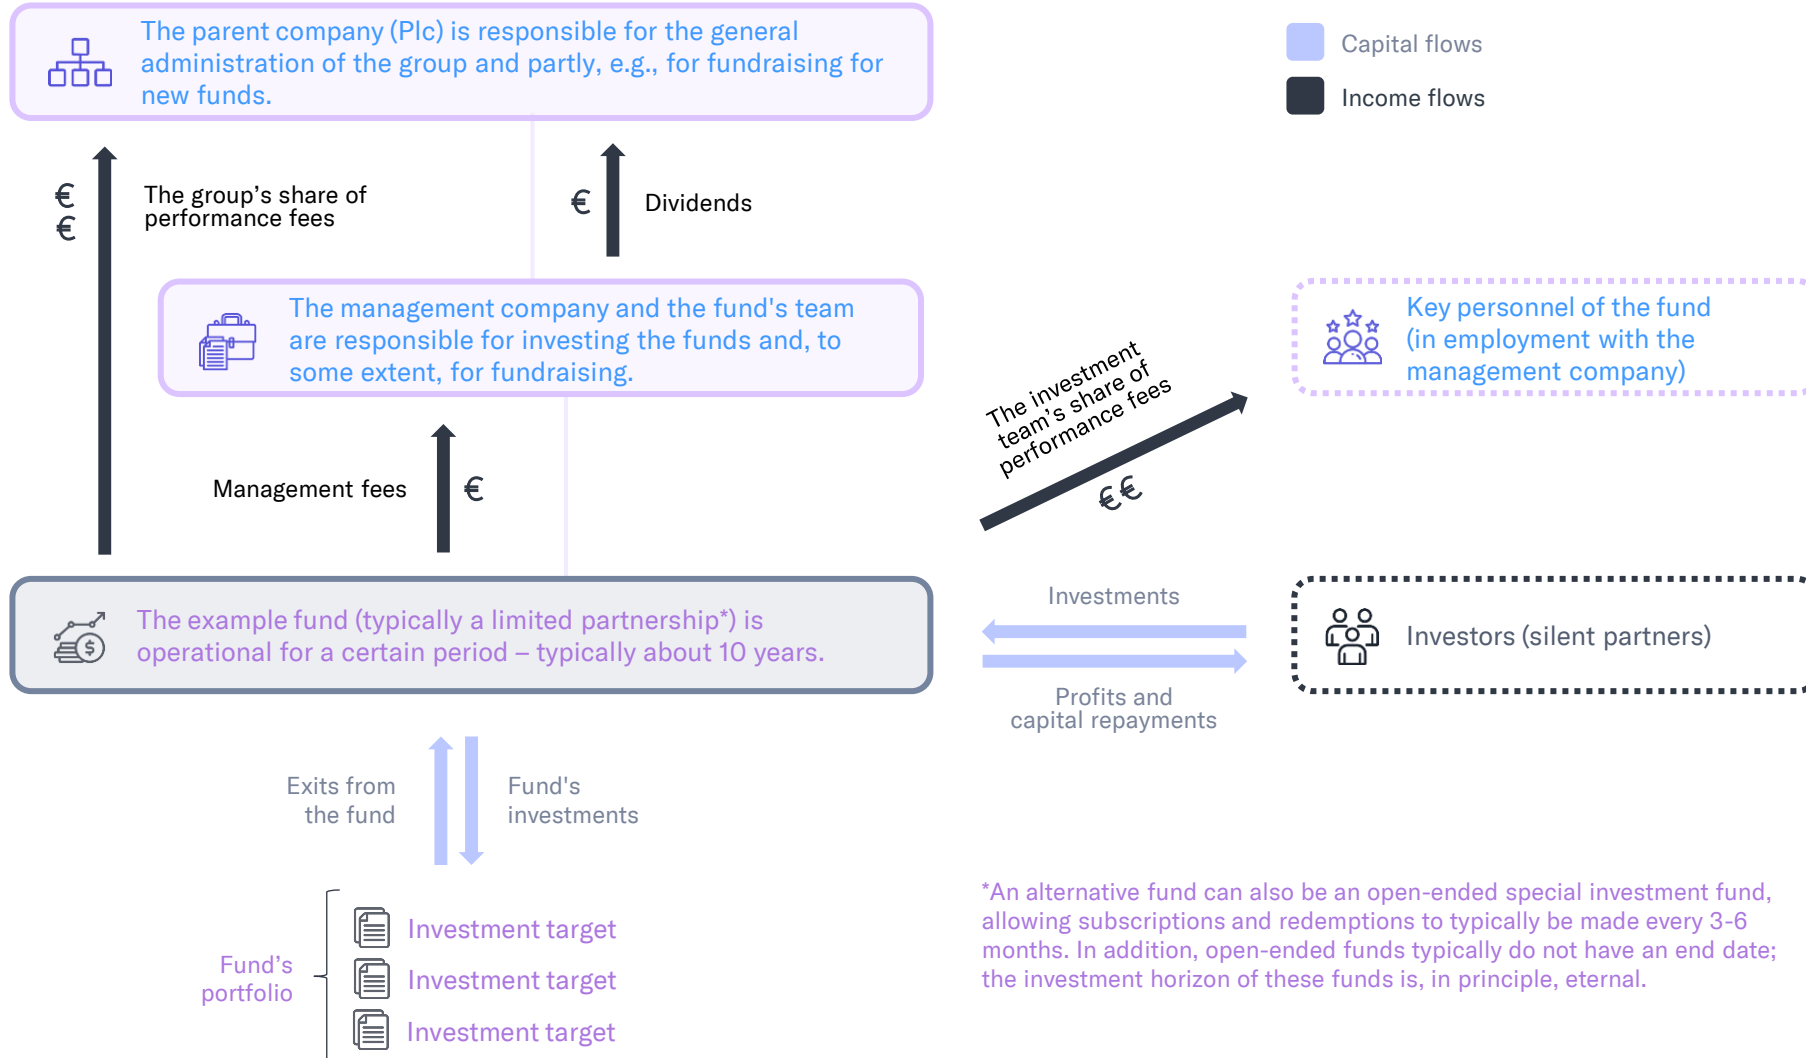 The parent company (Plc) is responsible for the general
administration of the group and partly, e.g., for fundraising for
new funds.
Capital flows
Income flows
€
€
The group's share of
performance fees
€
Dividends
The management company and the fund's team
are responsible for investing the funds and, to
some extent, for fundraising.
Key personnel of the fund
(in employment with the
management company)
The investment
team's share of
performance fees
€€
Management fees
€
The example fund (typically a limited partnership*) is
operational for a certain period – typically about 10 years.
$
Investments
Profits and
capital repayments
Investors (silent partners)
Exits from
the fund
Fund's
investments
Fund's
portfolio
Investment target
Investment target
Investment target
*An alternative fund can also be an open-ended special investment fund,
allowing subscriptions and redemptions to typically be made every 3-6
months. In addition, open-ended funds typically do not have an end date;
the investment horizon of these funds is, in principle, eternal.